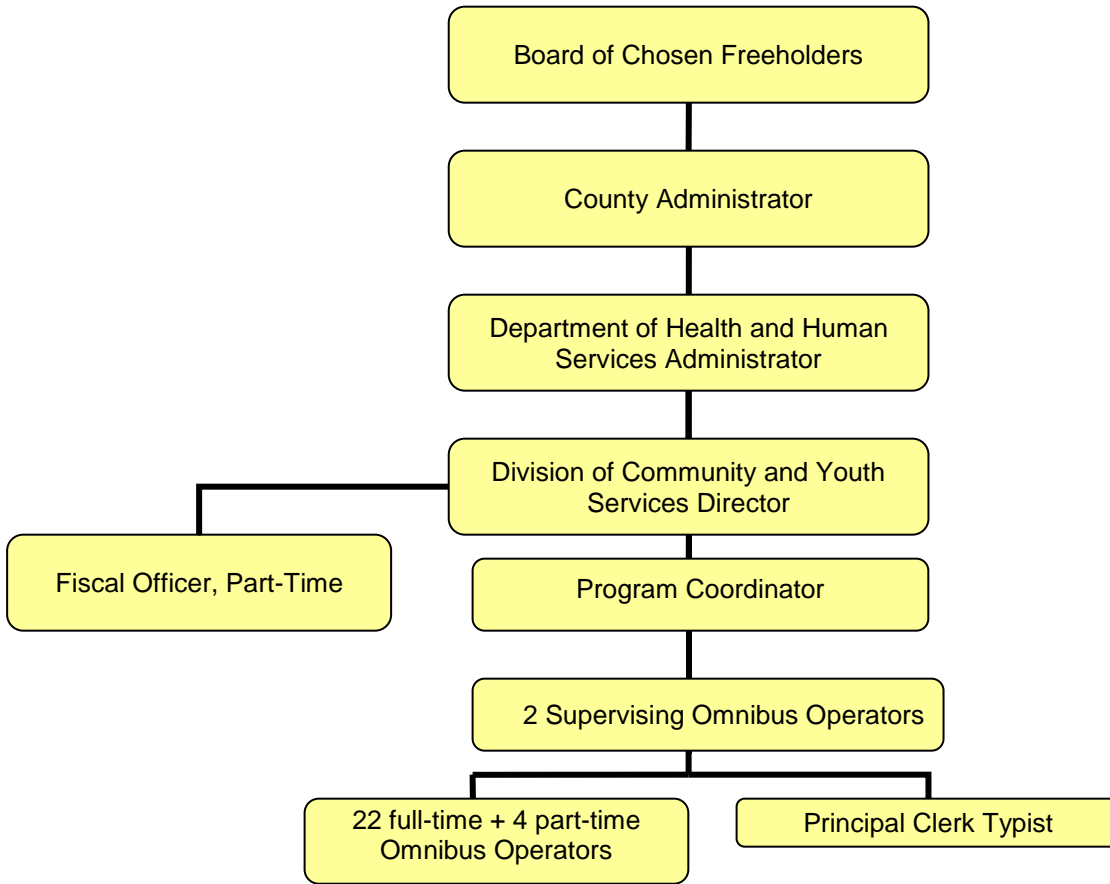 Board of Chosen Freeholders
County Administrator
Department of Health and Human
Services Administrator
Division of Community and Youth
Services Director
Fiscal Officer, Part-Time
Program Coordinator
2 Supervising Omnibus Operators
22 full-time + 4 part-time
Omnibus Operators
Principal Clerk Typist